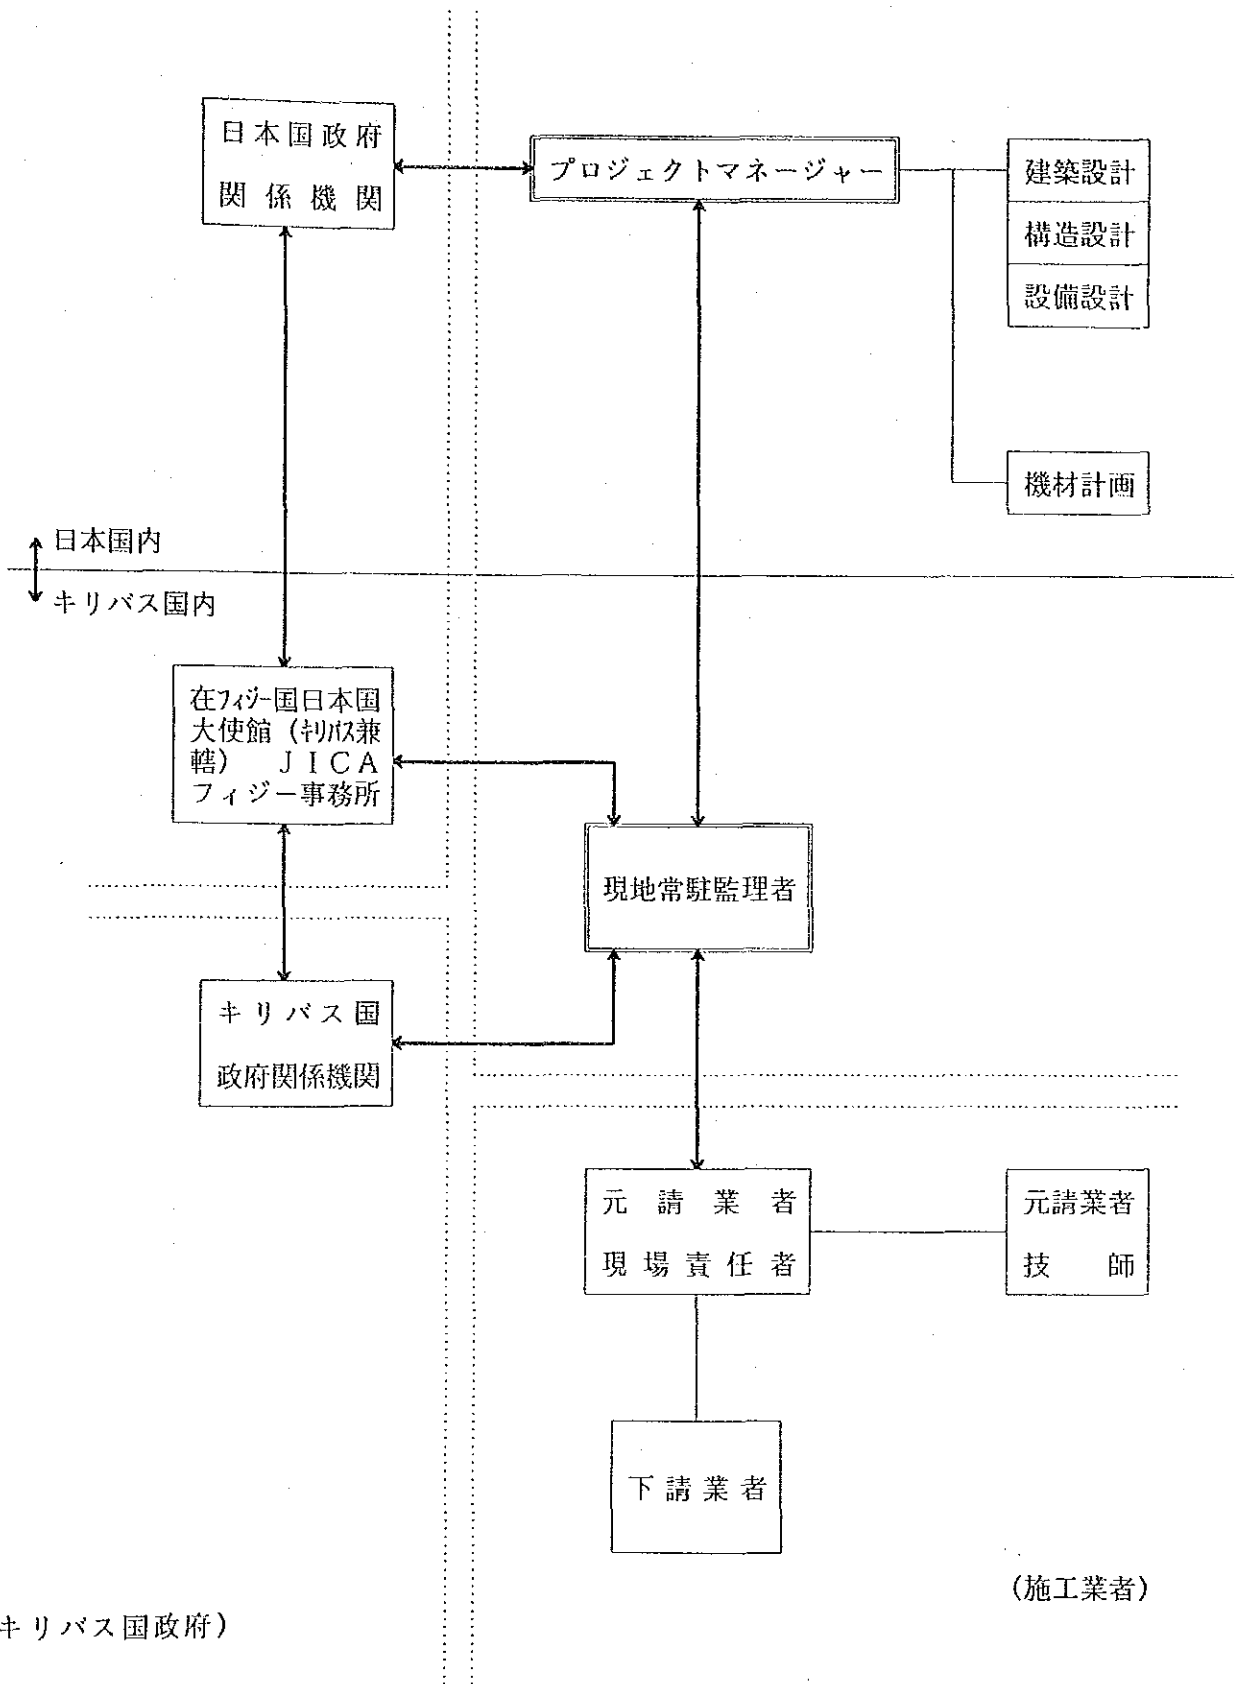 日本国政府
関係機関
プロジェクトマネージャー
建築設計
構造設計
設備設計
機材計画
日本国内
キリバス国内
在フィジー国日本国
大使館（キリバス兼
轄） JICA
フィジー事務所
現地常駐監理者
キリバス国
政府関係機関
元請業者
現場責任者
元請業者
技師
下請業者
（施工業者）
キリバス国政府）